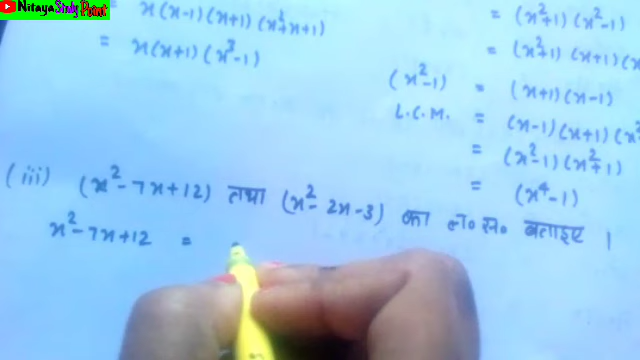 Nitaya Study Point
= x(x-1)(x+1)(x²+x+1)
= x(x+1)(x³-1)
= (x²+1)(x²-1)
= (x²+1)(x+1)(x
(x²-1) = (x+1)(x-1)
L.C.M. = (x-1)(x+1)(x²
= (x²-1)(x²+1)
= (x⁴-1)
(iii) (x²-7x+12) तथा (x²-2x-3) का ल०स० बताइए ।
x²-7x+12 =